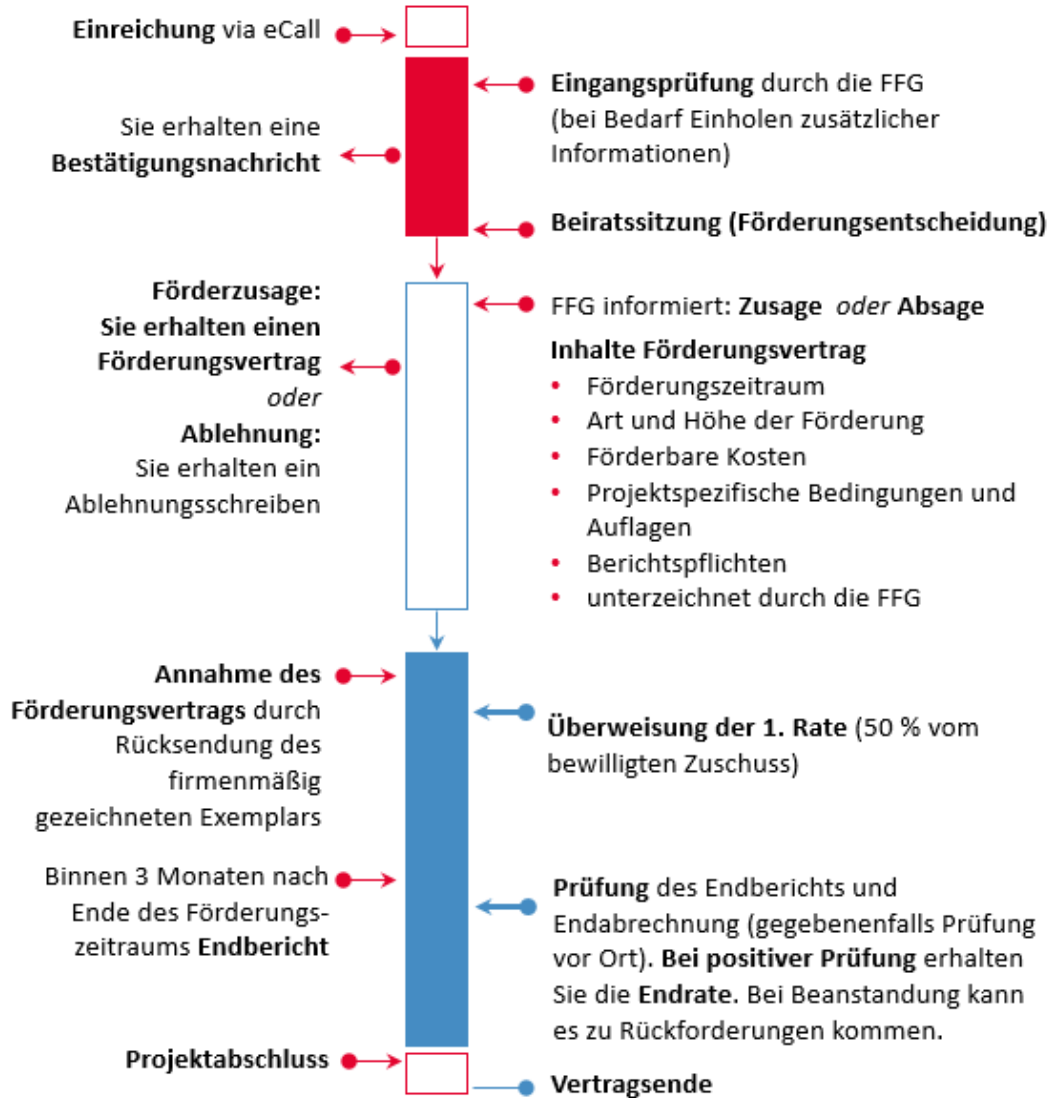 Einreichung via eCall
Eingangsprüfung durch die FFG
(bei Bedarf Einholen zusätzlicher
Informationen)
Sie erhalten eine
Bestätigungsnachricht
Beiratssitzung (Förderungsentscheidung)
Förderzusage:
Sie erhalten einen
Förderungsvertrag
oder
Ablehnung:
Sie erhalten ein
Ablehnungsschreiben
FFG informiert: Zusage oder Absage
Inhalte Förderungsvertrag
• Förderungszeitraum
• Art und Höhe der Förderung
• Förderbare Kosten
• Projektspezifische Bedingungen und
Auflagen
• Berichtspflichten
• unterzeichnet durch die FFG
Annahme des
Förderungsvertrags durch
Rücksendung des
firmenmäßig
gezeichneten Exemplars
Überweisung der 1. Rate (50 % vom
bewilligten Zuschuss)
Binnen 3 Monaten nach
Ende des Förderungs-
zeitraums Endbericht
Prüfung des Endberichts und
Endabrechnung (gegebenenfalls Prüfung
vor Ort). Bei positiver Prüfung erhalten
Sie die Endrate. Bei Beanstandung kann
es zu Rückforderungen kommen.
Projektabschluss
Vertragsende